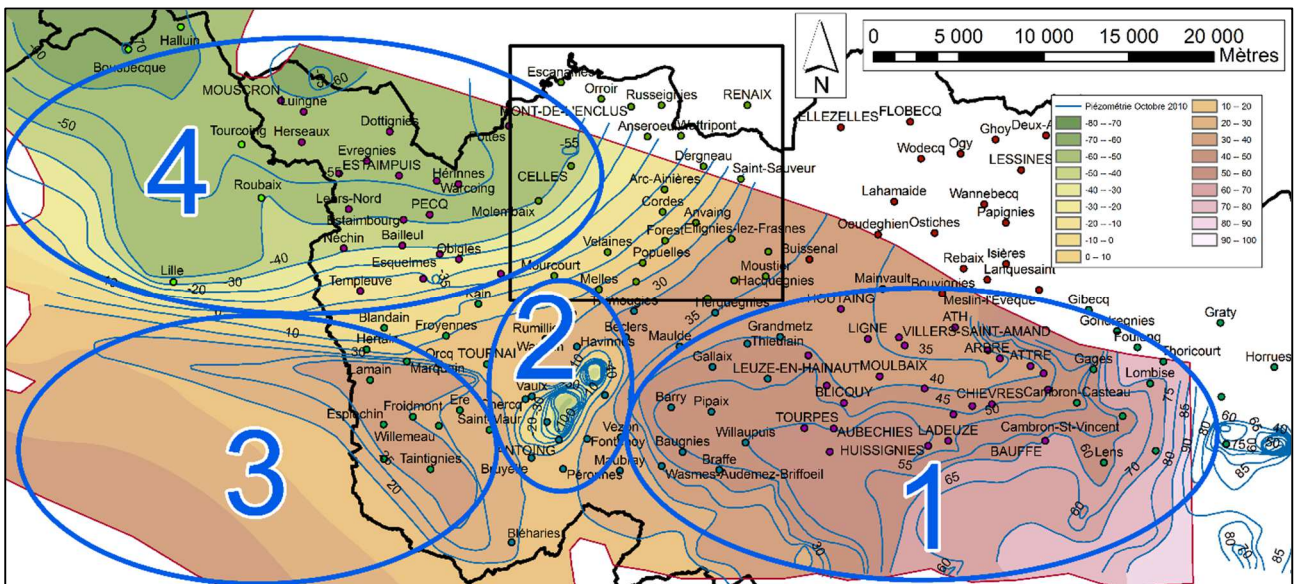 Halluin
Bousbecque
MOUSCRON
Luingne
Tourcoing
Herseaux
Dottignies
Evregnies
ESTAIMPUIS
Roubaix
Hérinnes
Warcoing
Leers-Nord
PECQ
Estaimbourg
Molembaix
Néchin
Bailleul
Obigies
Esquelmes
Lille
Templeuve
Pottes
CELLES
Escanaffles
Orroir
Russeignies
RENAIX
MONT-DE-L'ENCLUS
Anseroeul
Wattripont
Dergneau
Saint-Sauveur
Arc-Ainières
Cordes
Anvaing
Forest
Ellignies-lez-Frasnes
Velaines
Popuelles
Buissenal
Mourcourt
Melles
Moustier
Hacquegnies
Herquegnies
N
0 5 000 10 000 15 000 20 000
Mètres
Piézométrie Octobre 2010
-80 -- -70
-70 -- -60
-60 -- -50
-50 -- -40
-40 -- -30
-30 -- -20
-20 -- -10
-10 -- 0
0 -- 10
10 -- 20
20 -- 30
30 -- 40
40 -- 50
50 -- 60
60 -- 70
70 -- 80
80 -- 90
90 -- 100
ELLEZELLES
FLOBECQ
Ghoy
Deux-A
Wodecq
Ogy
LESSINES
Lahamaide
Wannebecq
Papignies
Oeudeghien
Ostiches
Isières
Rebaix
Lanquesaint
Mainvault
Bouvignies
Meslin-l'Evêque
Gibecq
HOUTAING
ATH
Gondregnies
Graty
Foulenq
Thoricourt
Horrues
Kain
Blandain
Froyennes
Hertain
Orcq
TOURNAI
Lamain
Marquain
Ere
Esplechin
Froidmont
Saint-Maur
Willemeau
Taintignies
Rumillies
Béclers
Havinnes
Maulde
Vaulx
Chercq
ANTOING
Vezon
Fontenoy
Bruyelle
Maubray
Péronnes
Bléharies
Grandmetz
Thieulain
LIGNE
VILLERS-SAINT-AMAND
Gallaix
ARBRE
ATTRE
LEUZE-EN-HAINAUT
MOULBAIX
Gages
Lombise
Barry
Pipaix
BLICQUY
CHIEVRES
Cambron-Casteau
TOURPES
Willaupuis
AUBECHIES
LADEUZE
Cambron-St-Vincent
Baugnies
HUISSIGNIES
BAUFFE
Lens
Braffe
Wasmes-Audemez-Briffoeil
4
2
3
1